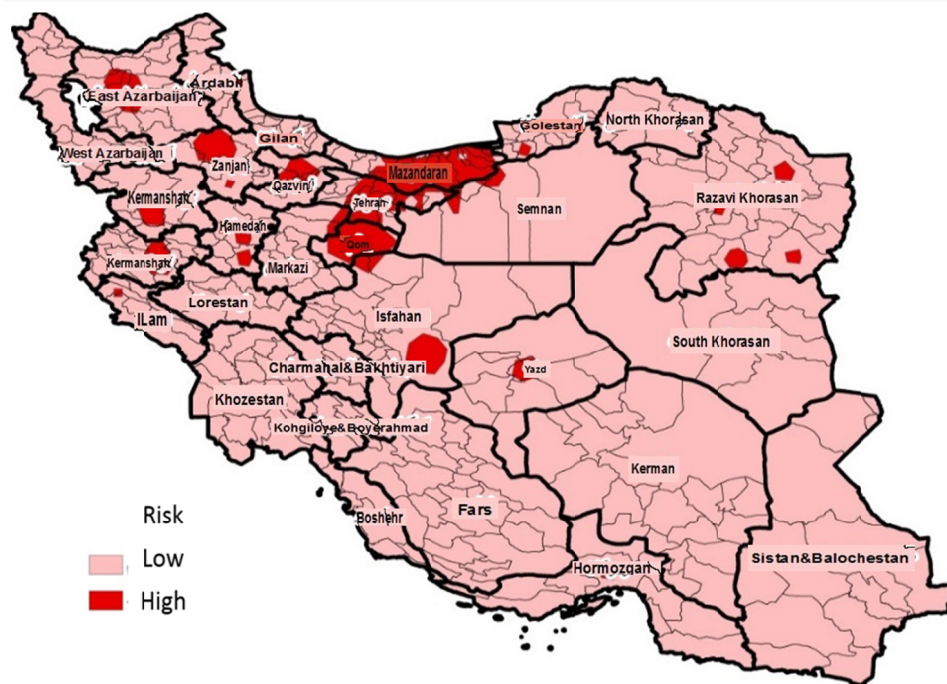 Ardabil
East Azarbaijan
Golestan
North Khorasan
Gilan
West Azarbaijan
Zanjan
Mazandaran
Qazvin
Kermanshah
Tehran
Razavi Khorasan
Semnan
Hamedan
Qom
Kermanshah
Markazi
Lorestan
ILam
Isfahan
South Khorasan
Charmahal&Bakhtiyari
Yazd
Khozestan
Kohgiloye&Boyerahmad
Kerman
Fars
Boshehr
Sistan&Balochestan
Hormozgan
Risk
Low
High